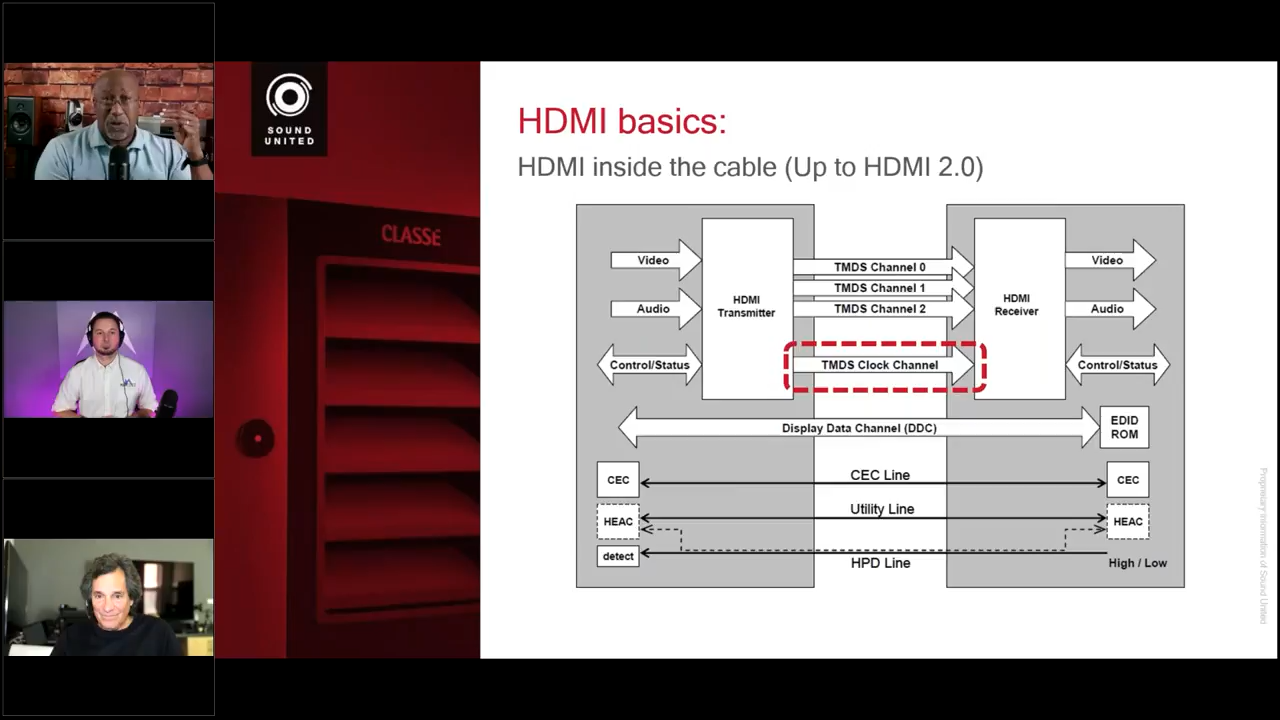 SOUND
UNITED
CLASSE
HDMI basics:
HDMI inside the cable (Up to HDMI 2.0)
Video
Audio
Control/Status
HDMI
Transmitter
TMDS Channel 0
TMDS Channel 1
TMDS Channel 2
TMDS Clock Channel
HDMI
Receiver
Video
Audio
Control/Status
Display Data Channel (DDC)
EDID
ROM
CEC
CEC Line
CEC
HEAC
Utility Line
HEAC
detect
HPD Line
High / Low
Proprietary information of Sound United